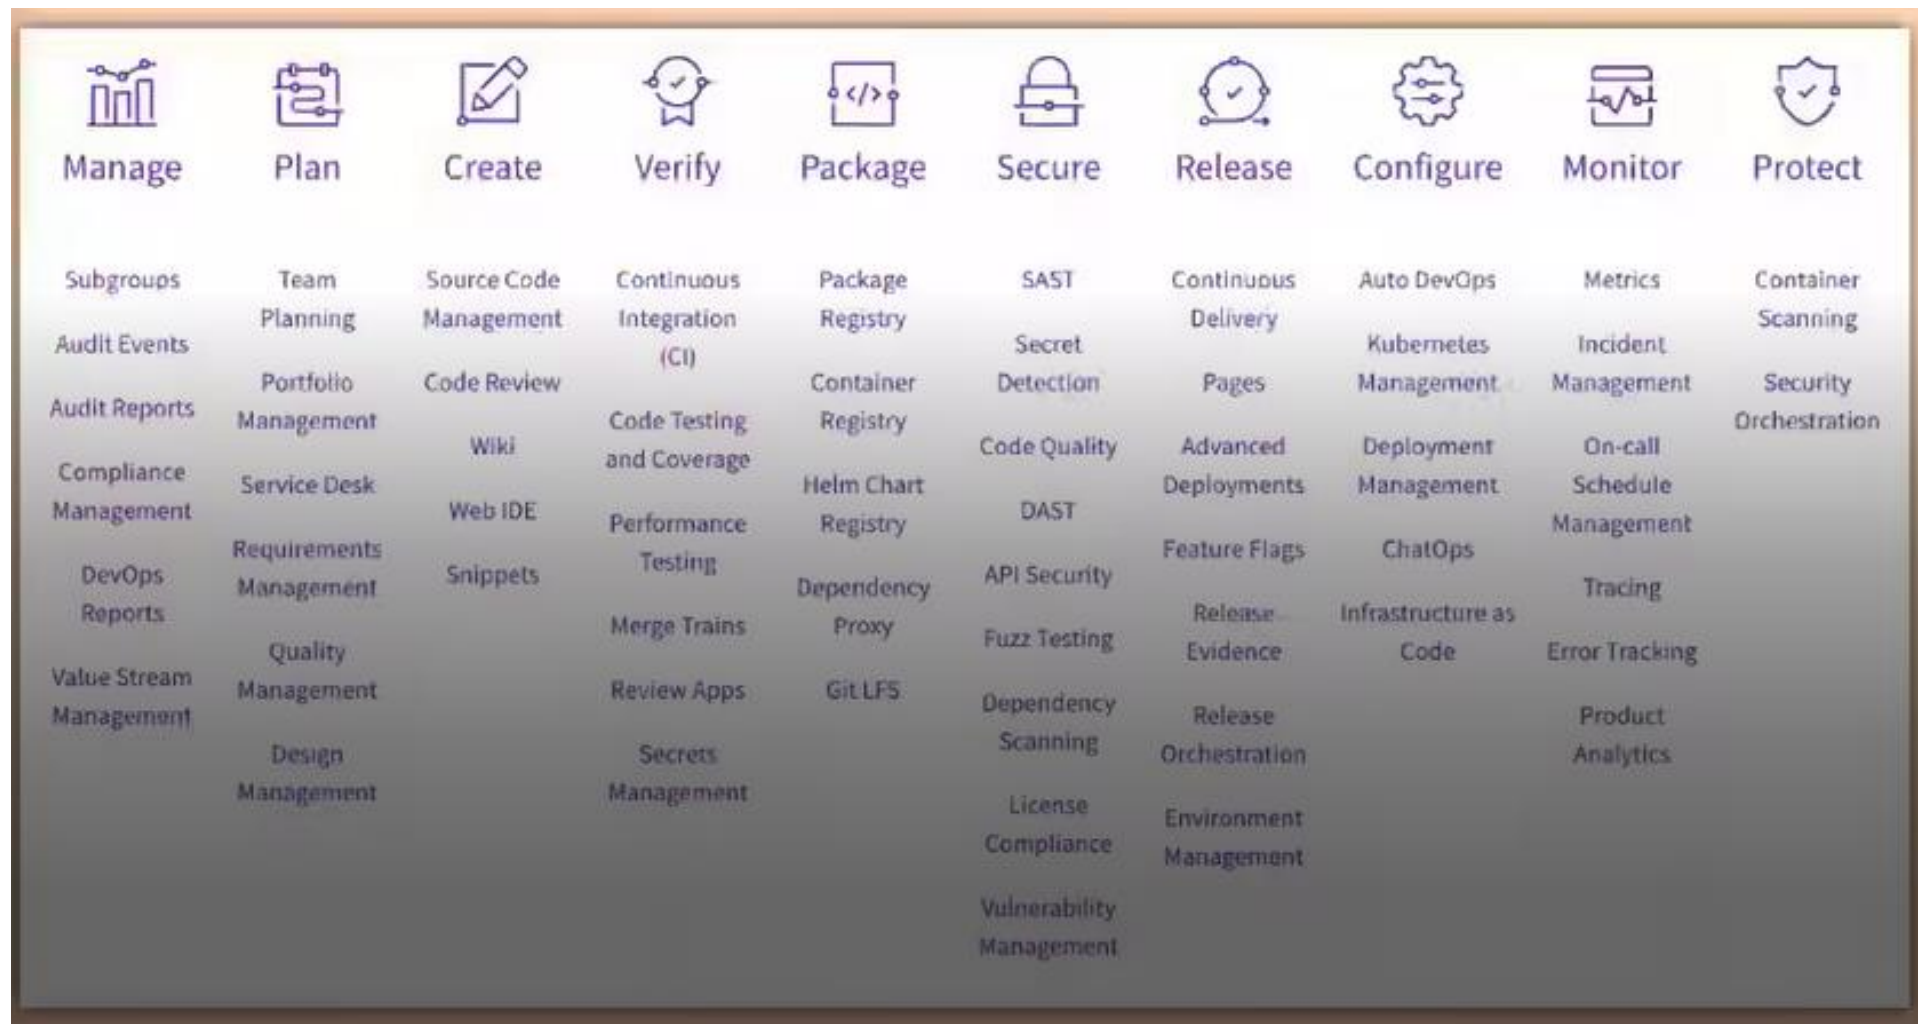 Manage
Plan
Create
Verify
Package
Secure
Release
Configure
Monitor
Protect
Subgroups
Audit Events
Audit Reports
Compliance
Management
DevOps
Reports
Value Stream
Management
Team
Planning
Portfolio
Management
Service Desk
Requirements
Management
Quality
Management
Design
Management
Source Code
Management
Code Review
Wiki
Web IDE
Snippets
Continuous
Integration
(CI)
Code Testing
and Coverage
Performance
Testing
Merge Trains
Review Apps
Secrets
Management
Package
Registry
Container
Registry
Helm Chart
Registry
Dependency
Proxy
Git LFS
SAST
Secret
Detection
Code Quality
DAST
API Security
Fuzz Testing
Dependency
Scanning
License
Compliance
Vulnerability
Management
Continuous
Delivery
Pages
Advanced
Deployments
Feature Flags
Release
Evidence
Release
Orchestration
Environment
Management
Auto DevOps
Kubernetes
Management
Deployment
Management
ChatOps
Infrastructure as
Code
Metrics
Incident
Management
On-call
Schedule
Management
Tracing
Error Tracking
Product
Analytics
Container
Scanning
Security
Orchestration